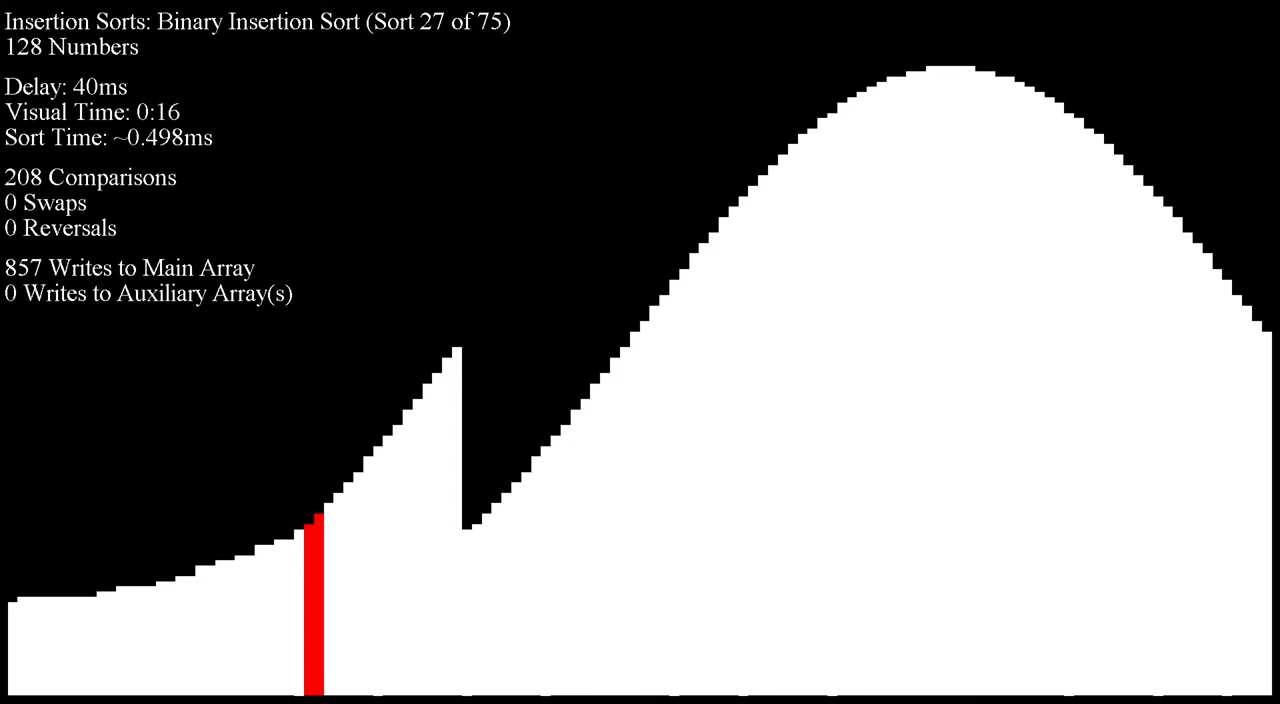 Insertion Sorts: Binary Insertion Sort (Sort 27 of 75)
128 Numbers
Delay: 40ms
Visual Time: 0:16
Sort Time: ~0.498ms
208 Comparisons
0 Swaps
0 Reversals
857 Writes to Main Array
0 Writes to Auxiliary Array(s)